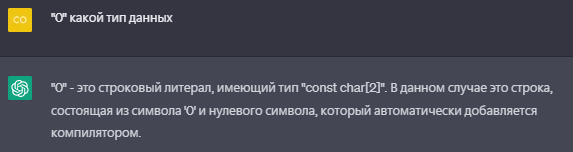 CO
"0" какой тип данных
"0" - это строковый литерал, имеющий тип "const char[2]". В данном случае это строка,
состоящая из символа '0' и нулевого символа, который автоматически добавляется
компилятором.